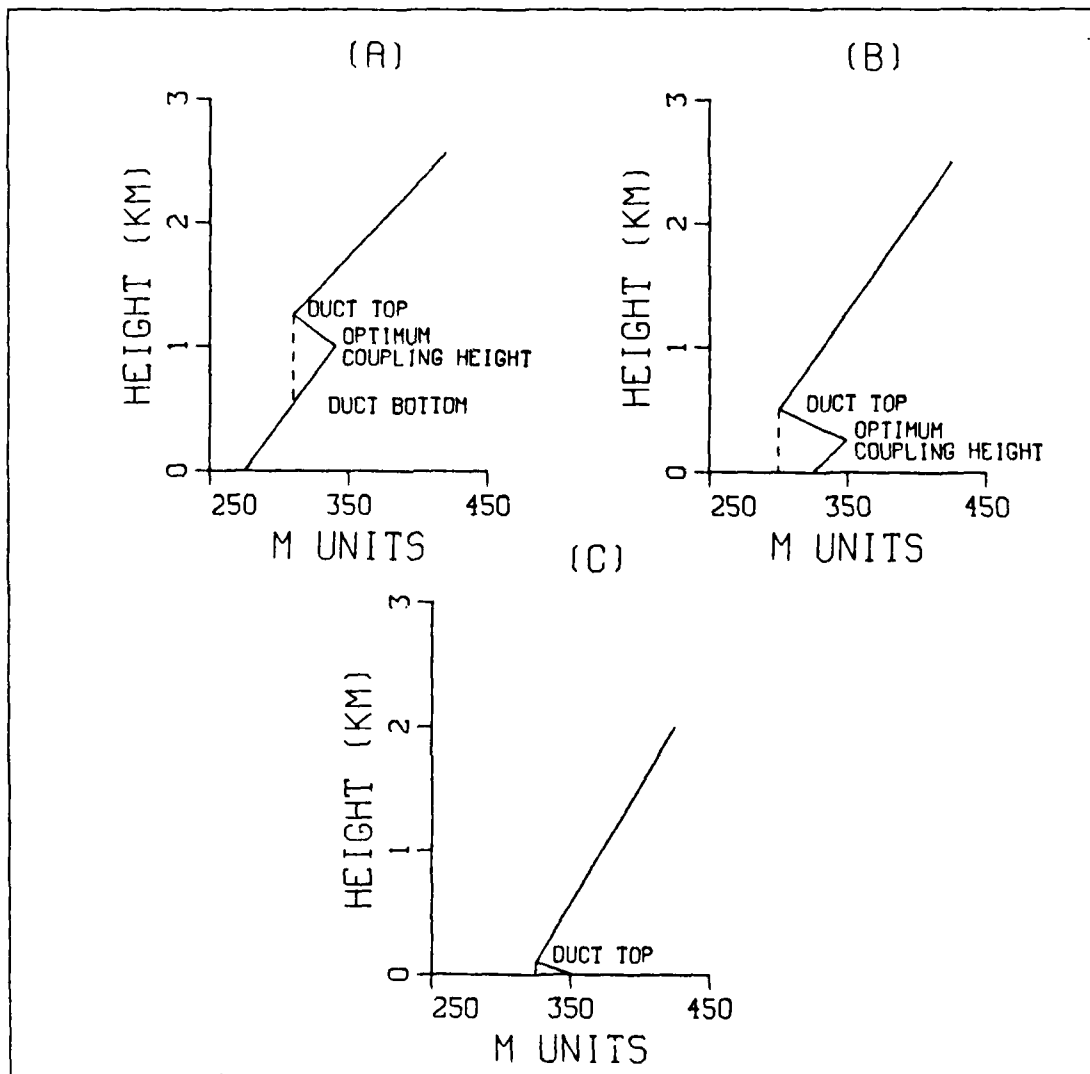 (A)
3
2
1
0
HEIGHT (KM)
DUCT TOP
OPTIMUM
COUPLING HEIGHT
DUCT BOTTOM
250 350 450
M UNITS
(B)
3
2
1
0
HEIGHT (KM)
DUCT TOP
OPTIMUM
COUPLING HEIGHT
250 350 450
M UNITS
(C)
3
2
1
0
HEIGHT (KM)
DUCT TOP
250 350 450
M UNITS